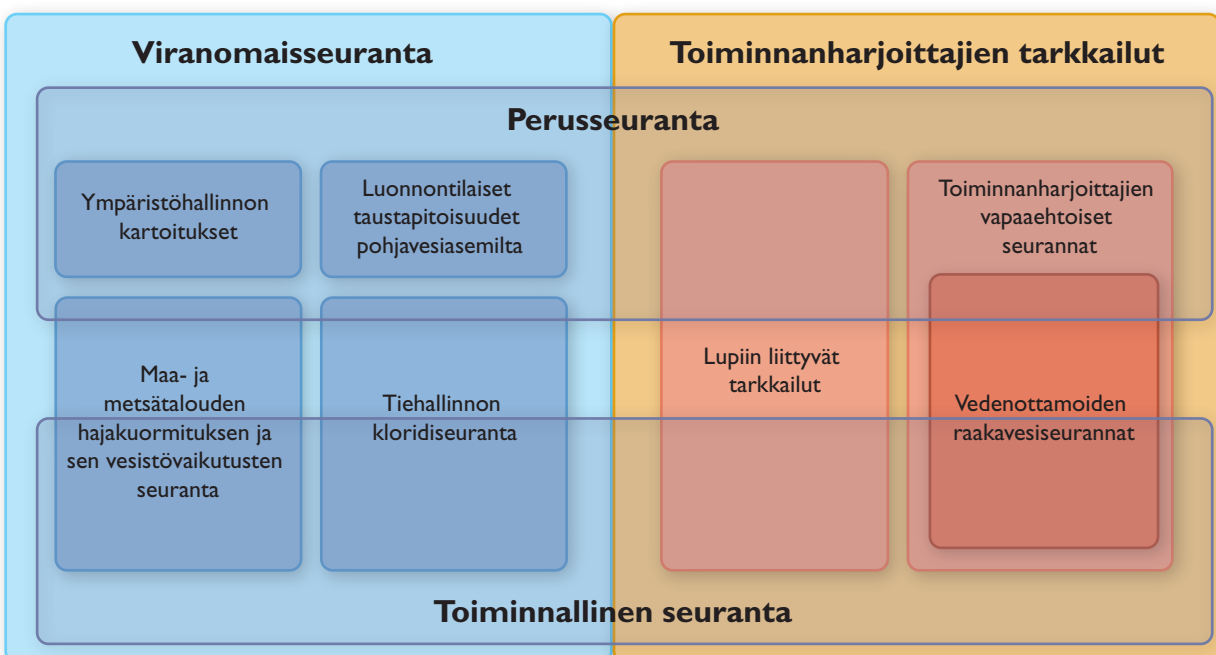 Viranomaisseuranta
Toiminnanharjoittajien tarkkailut
Perusseuranta
Ympäristöhallinnon
kartoitukset
Luonnontilaiset
taustapitoisuudet
pohjavesiasemilta
Toiminnanharjoittajien
vapaaehtoiset
seurannat
Maa- ja
metsätalouden
hajakuormituksen ja
sen vesistövaikutusten
seuranta
Tiehallinnon
kloridiseuranta
Lupiin liittyvät
tarkkailut
Vedenottamoiden
raakavesiseurannat
Toiminnallinen seuranta